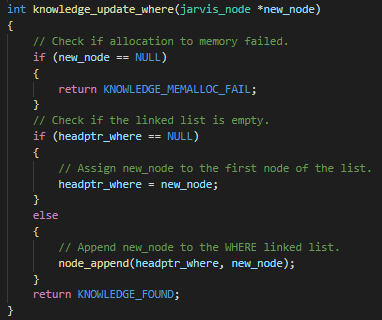 int knowledge_update_where(jarvis_node *new_node)
{
    // Check if allocation to memory failed.
    if (new_node == NULL)
    {
        return KNOWLEDGE_MEMALLOC_FAIL;
    }
    // Check if the linked list is empty.
    if (headptr_where == NULL)
    {
        // Assign new_node to the first node of the list.
        headptr_where = new_node;
    }
    else
    {
        // Append new_node to the WHERE linked list.
        node_append(headptr_where, new_node);
    }
    return KNOWLEDGE_FOUND;
}